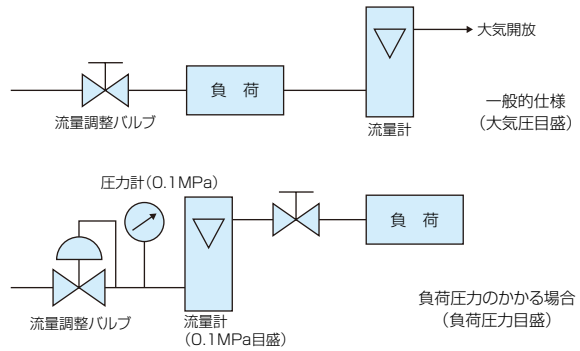 大気開放
負 荷
流量調整バルブ
流量計
一般的仕様
（大気圧目盛）
圧力計（0.1MPa）
負 荷
流量調整バルブ
流量計
（0.1MPa目盛）
負荷圧力のかかる場合
（負荷圧力目盛）